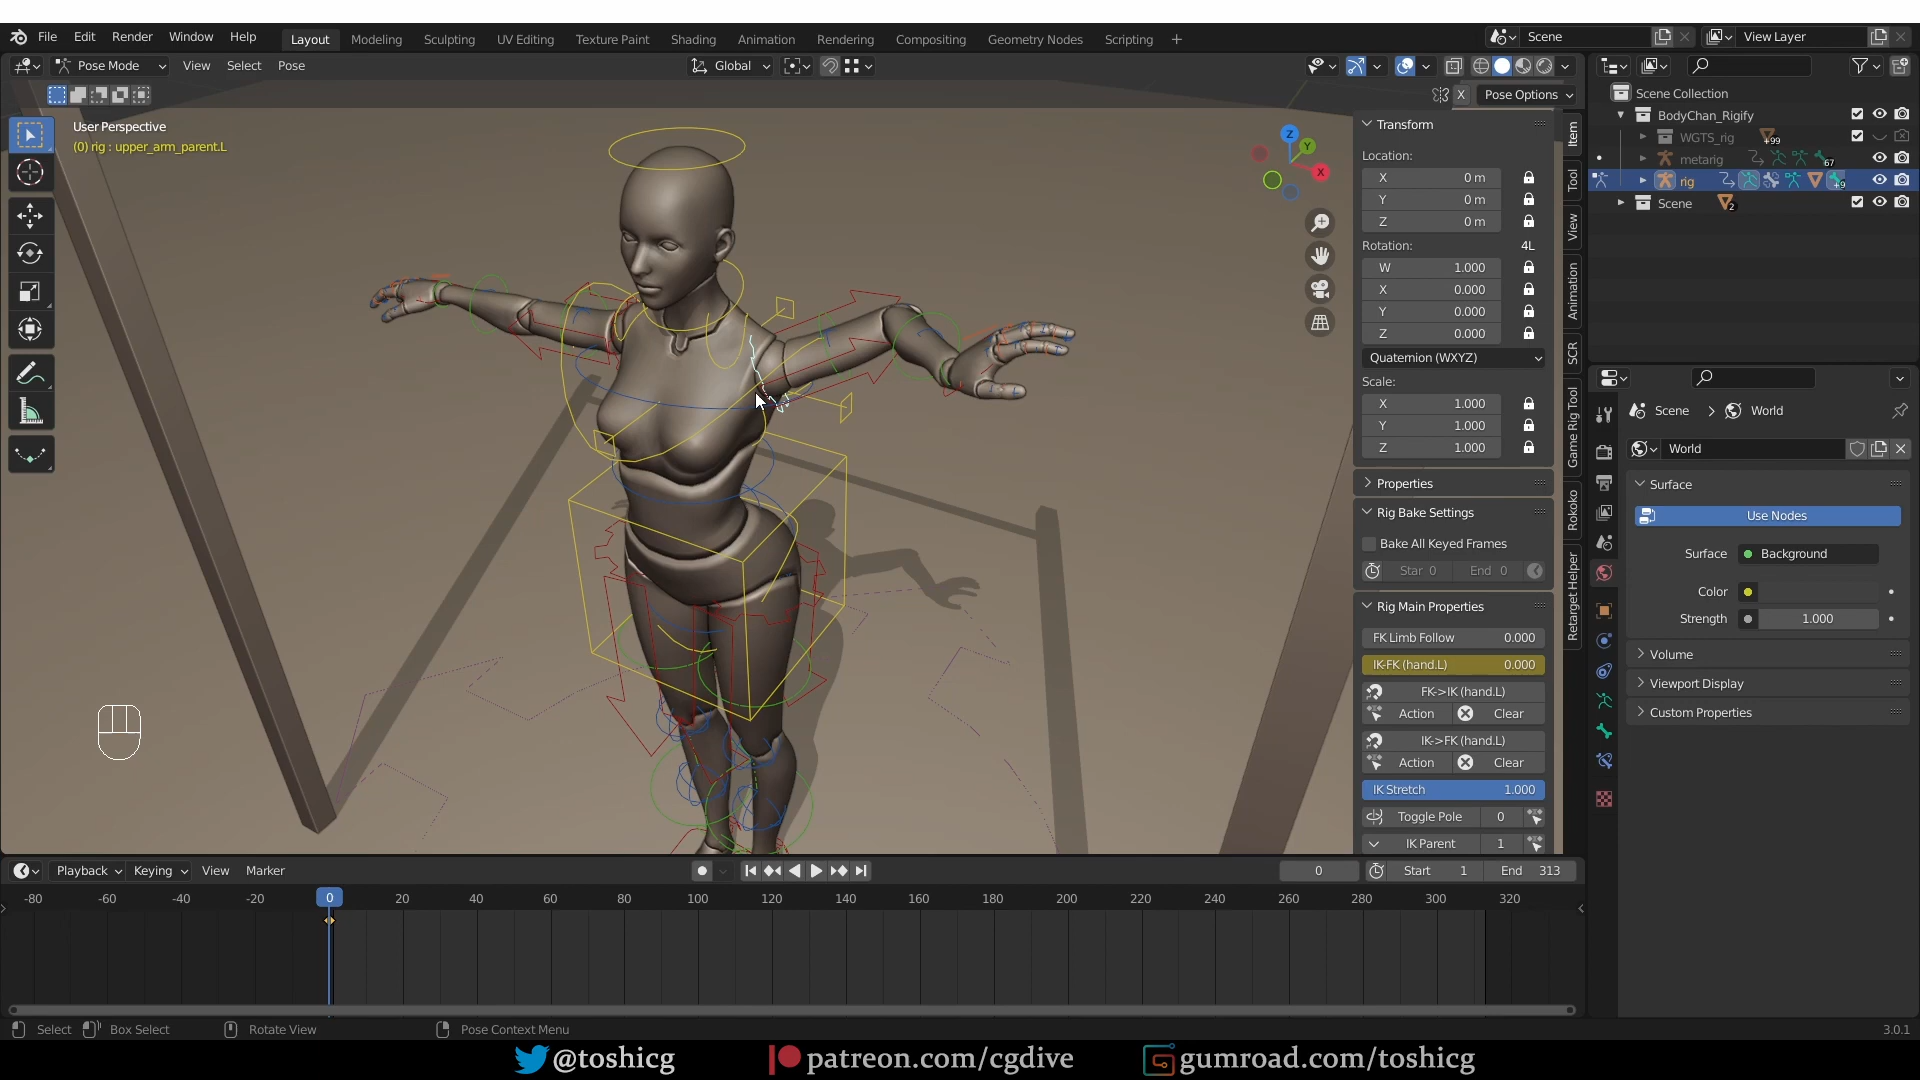 File Edit Render Window Help
Layout Modeling Sculpting UV Editing Texture Paint Shading Animation Rendering Compositing Geometry Nodes Scripting +
Scene
View Layer
Pose Mode View Select Pose
Global
X Pose Options
User Perspective
(0) rig : upper_arm_parent.L
Z
Y
X
Transform
Location:
X 0 m
Y 0 m
Z 0 m
Rotation: 4L
W 1.000
X 0.000
Y 0.000
Z 0.000
Quaternion (WXYZ)
Scale:
X 1.000
Y 1.000
Z 1.000
Properties
Rig Bake Settings
Bake All Keyed Frames
Star 0 End 0
Rig Main Properties
FK Limb Follow 0.000
IK-FK (hand.L) 0.000
FK->IK (hand.L)
Action Clear
IK->FK (hand.L)
Action Clear
IK Stretch 1.000
Toggle Pole 0
IK Parent 1
Item
Tool
View
Animation
SCR
Game Rig Tool
Rokoko
Retarget Helper
Scene Collection
BodyChan_Rigify
WGTS_rig +99
metarig 67
rig +9
Scene 2
Scene > World
World
Surface
Use Nodes
Surface Background
Color
Strength 1.000
Volume
Viewport Display
Custom Properties
Playback Keying View Marker
0 Start 1 End 313
-80 -60 -40 -20 0 20 40 60 80 100 120 140 160 180 200 220 240 260 280 300 320
Select Box Select Rotate View Pose Context Menu 3.0.1
@toshicg patreon.com/cgdive gumroad.com/toshicg